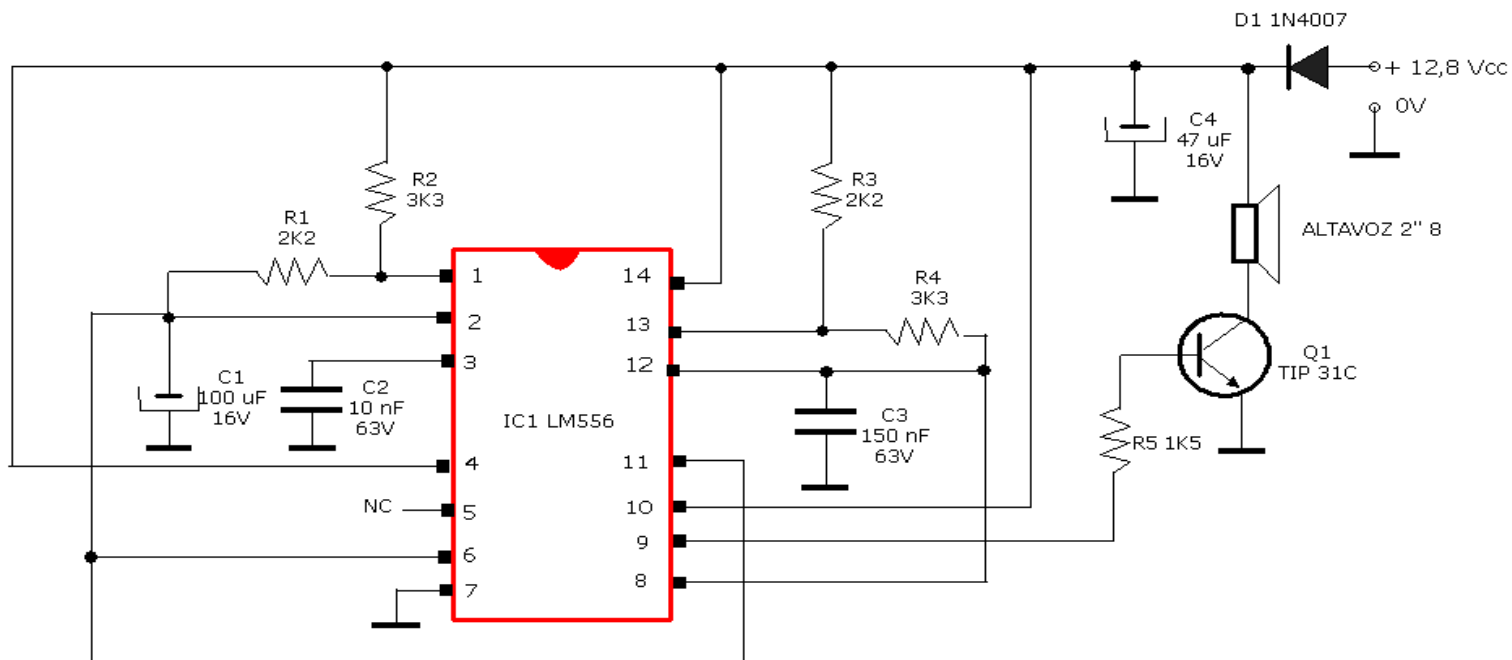 D1 1N4007
+ 12,8 Vcc
0V
C4
47 uF
16V
R2
3K3
R3
2K2
R1
2K2
ALTAVOZ 2" 8
R4
3K3
1
2
3
4
5
6
7
14
13
12
11
10
9
8
IC1 LM556
C1
100 uF
16V
C2
10 nF
63V
C3
150 nF
63V
Q1
TIP 31C
R5 1K5
NC